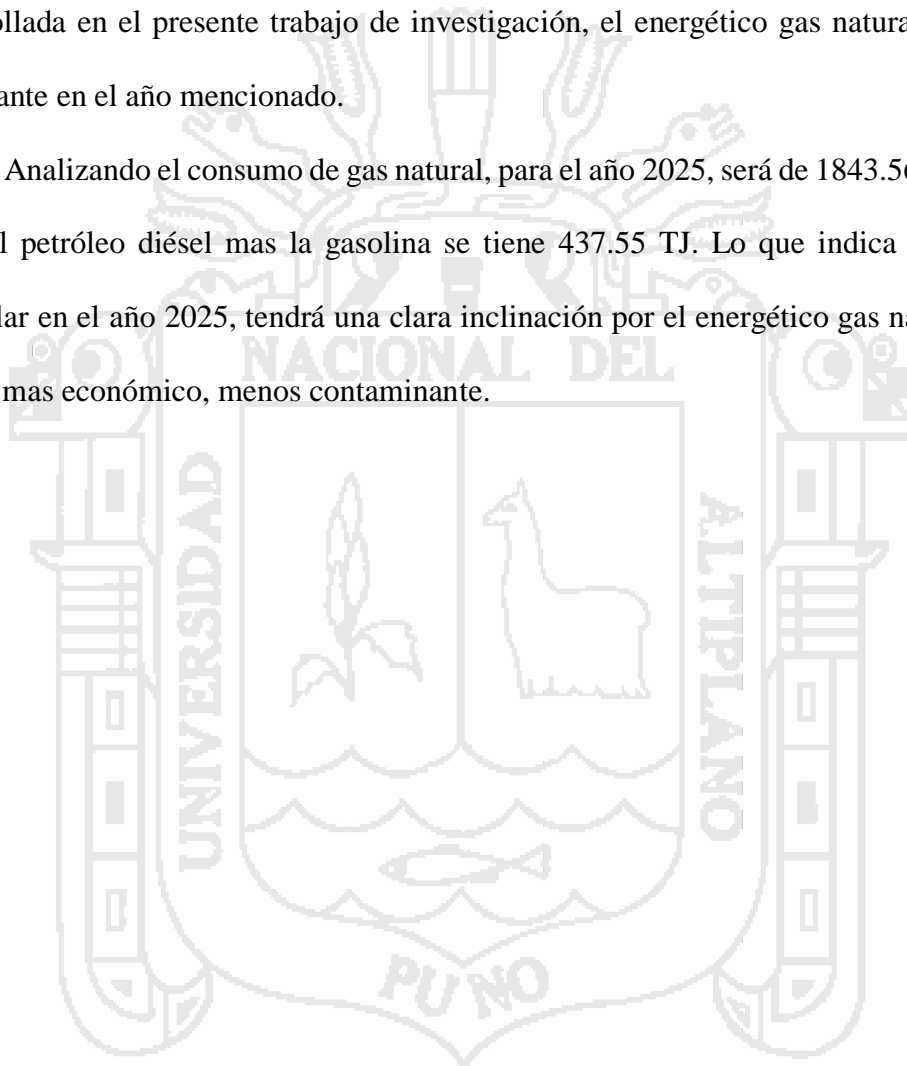 ollada en el presente trabajo de investigación, el energético gas natura
ante en el año mencionado.
Analizando el consumo de gas natural, para el año 2025, será de 1843.56
l petróleo diésel mas la gasolina se tiene 437.55 TJ. Lo que indica
lar en el año 2025, tendrá una clara inclinación por el energético gas na
mas económico, menos contaminante.
NACIONAL DEL
UNIVERSIDAD
ALTIPLANO
PUNO